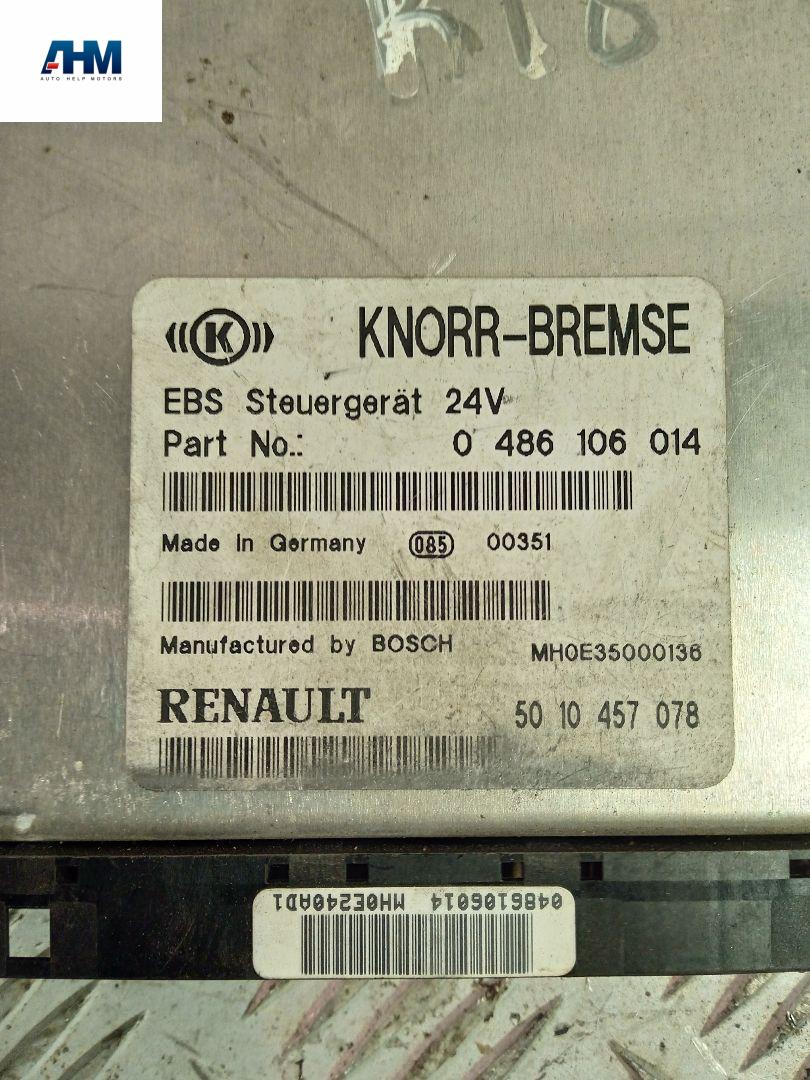 AHM
AUTO HELP MOTORS
K
KNORR-BREMSE
EBS Steuergerät 24V
Part No.: 0 486 106 014
Made In Germany 085 00351
Manufactured by BOSCH MH0E35000136
RENAULT 50 10 457 078
0486106014 MH0E240AD1